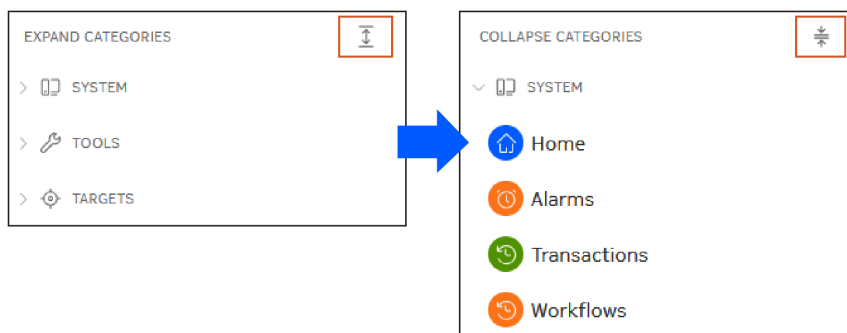 EXPAND CATEGORIES
SYSTEM
TOOLS
TARGETS
COLLAPSE CATEGORIES
SYSTEM
Home
Alarms
Transactions
Workflows